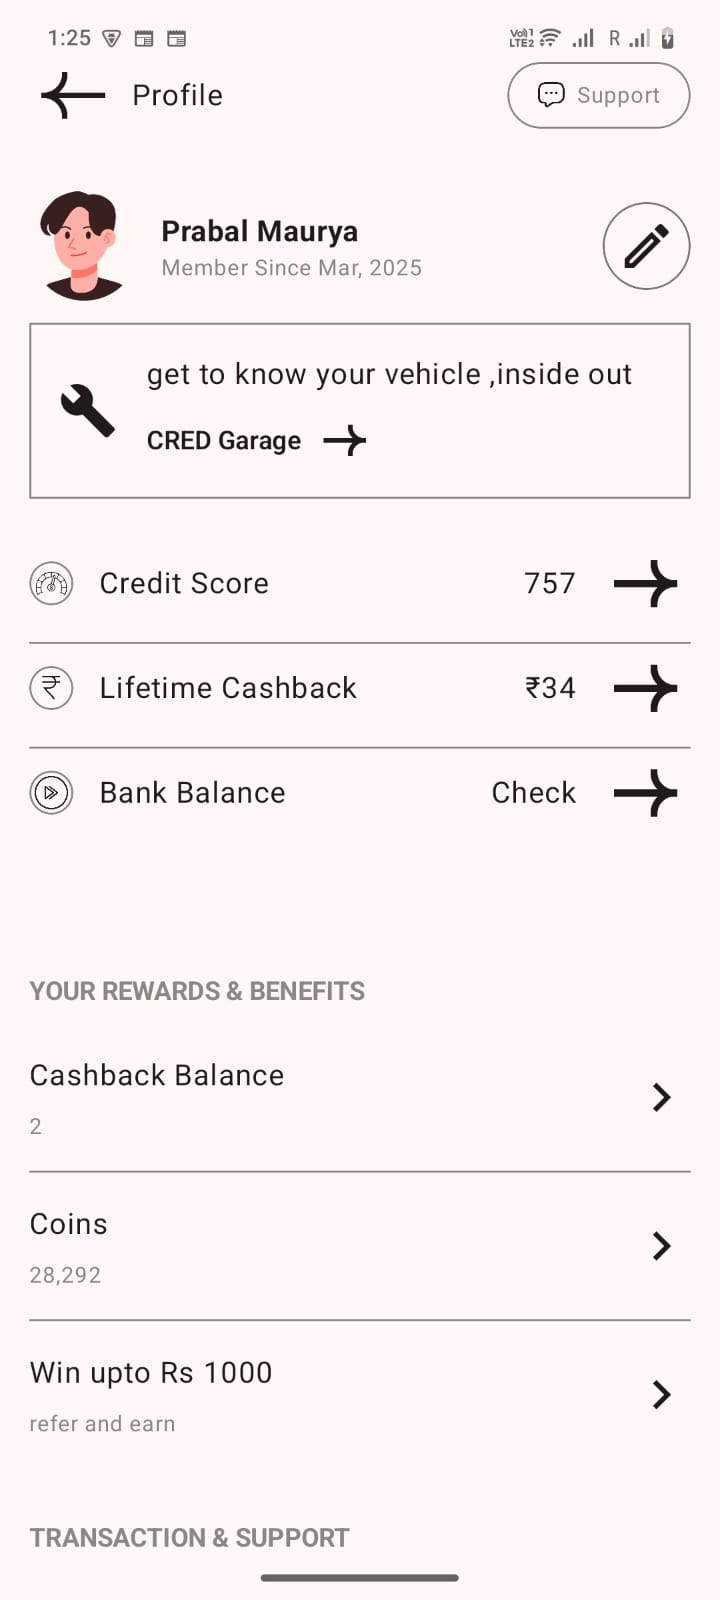 1:25
Vo)) 1
LTE2
R
Profile
Support
Prabal Maurya
Member Since Mar, 2025
get to know your vehicle ,inside out
CRED Garage
Credit Score 757
Lifetime Cashback ₹34
Bank Balance Check
YOUR REWARDS & BENEFITS
Cashback Balance
2
Coins
28,292
Win upto Rs 1000
refer and earn
TRANSACTION & SUPPORT